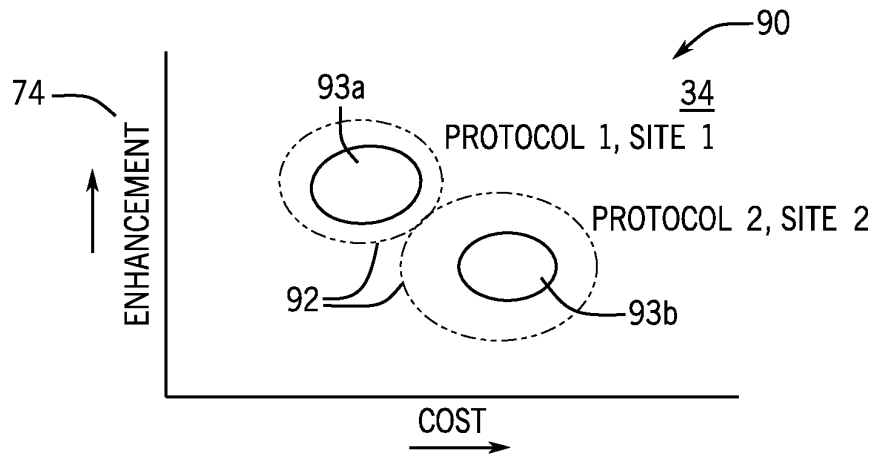 90
74
93a
34
PROTOCOL 1, SITE 1
ENHANCEMENT
PROTOCOL 2, SITE 2
92
93b
COST